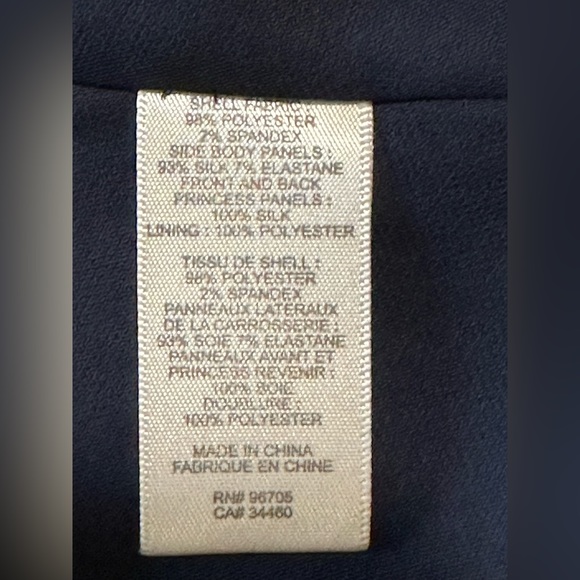 SHELL FABRIC
98% POLYESTER
2% SPANDEX
SIDE BODY PANELS :
93% SILK 7% ELASTANE
FRONT AND BACK
PRINCESS PANELS :
100% SILK
LINING : 100% POLYESTER
TISSU DE SHELL :
98% POLYESTER
2% SPANDEX
PANNEAUX LATERAUX
DE LA CARROSSERIE :
93% SOIE 7% ELASTANE
PANNEAUX AVANT ET
PRINCESS REVENIR :
100% SOIE
DOUBLURE :
100% POLYESTER
MADE IN CHINA
FABRIQUE EN CHINE
RN# 96705
CA# 34460